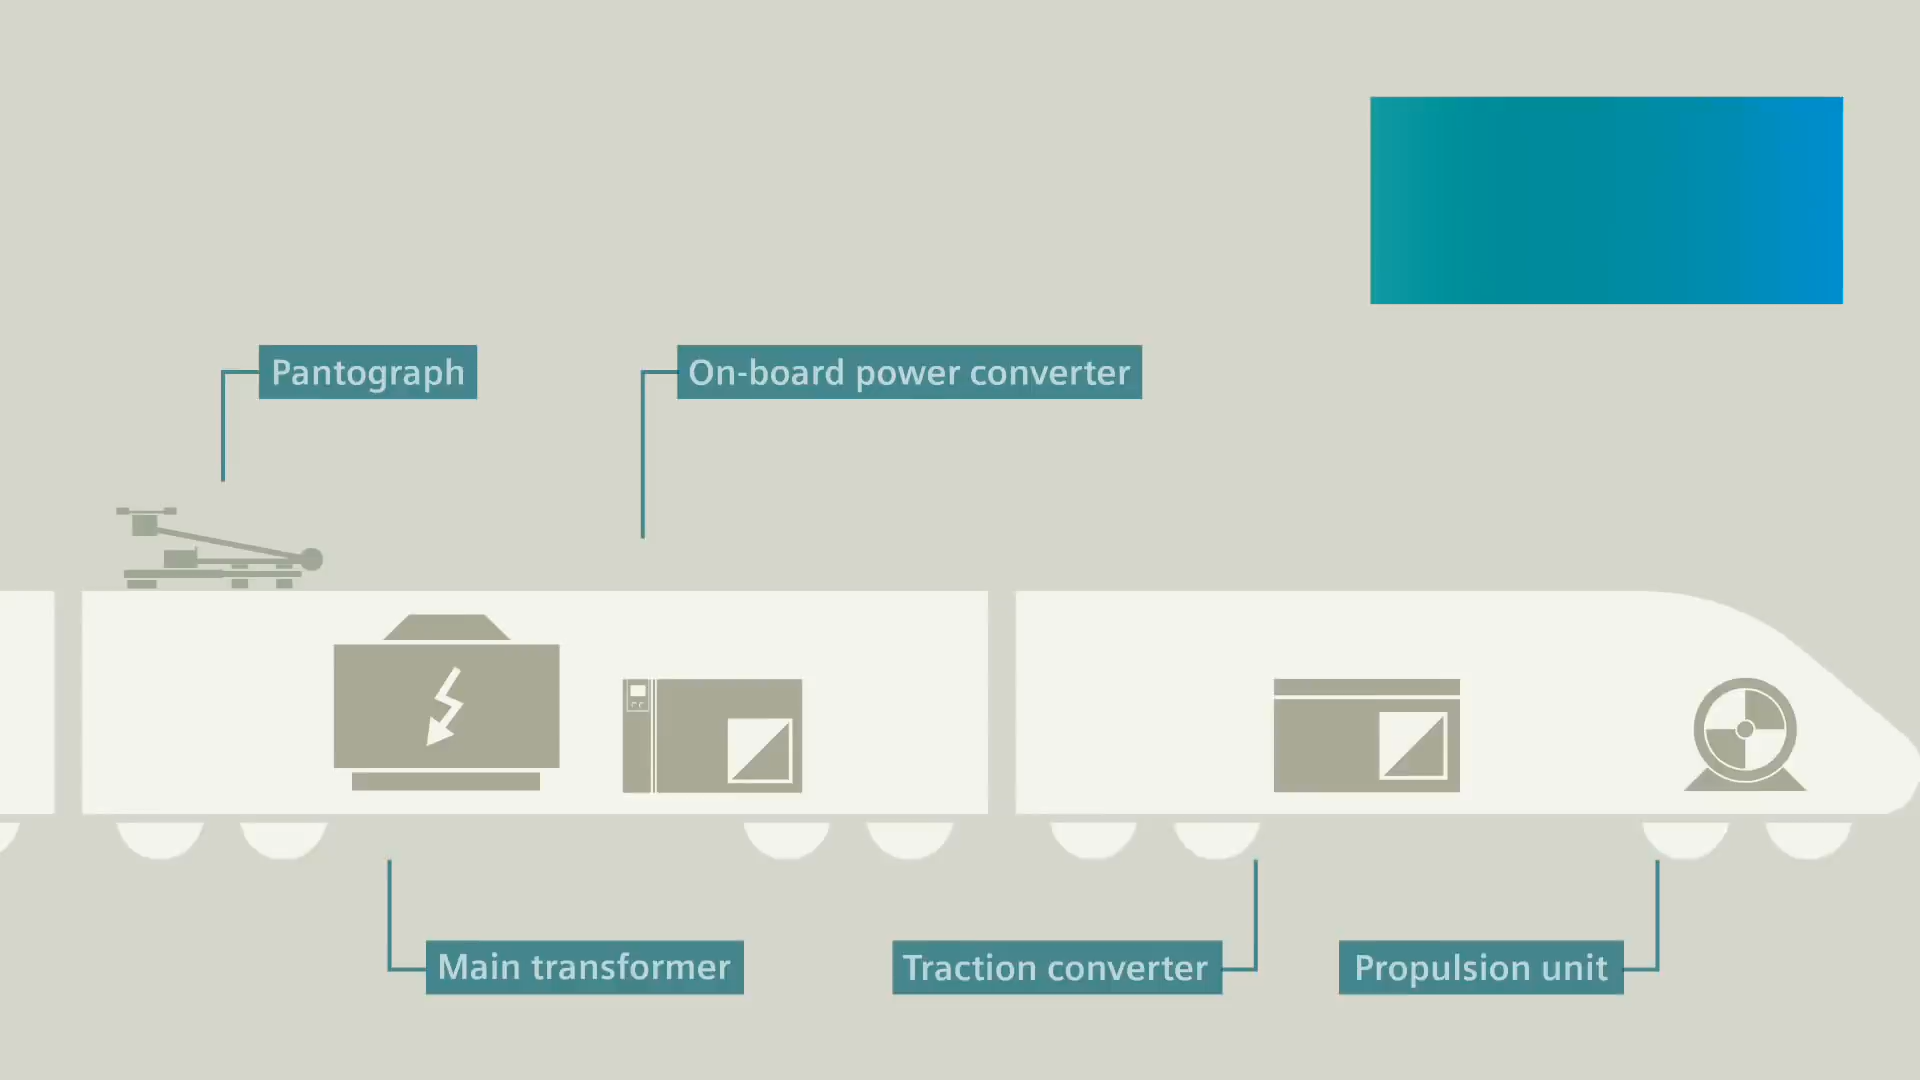 Pantograph
On-board power converter
Main transformer
Traction converter
Propulsion unit